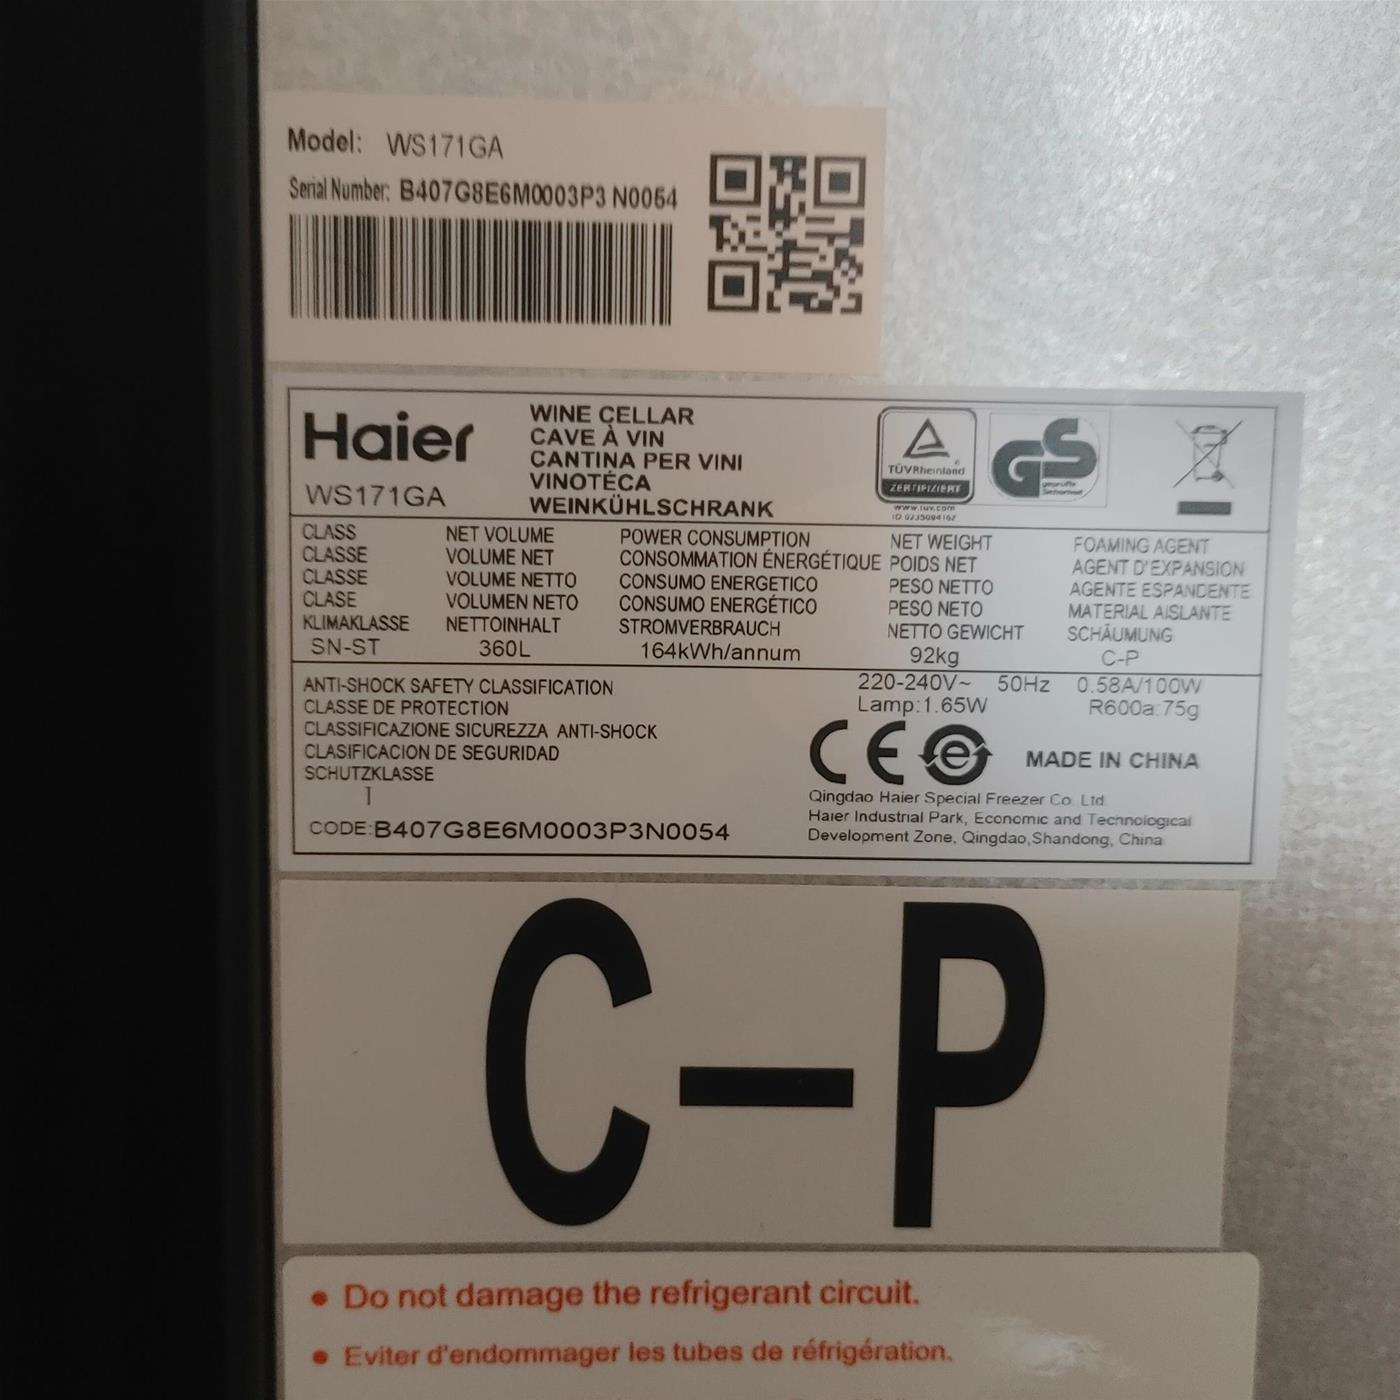 Model: WS171GA
Serial Number: B407G8E6M0003P3 N0054
Haier
WS171GA
WINE CELLAR
CAVE À VIN
CANTINA PER VINI
VINOTÉCA
WEINKÜHLSCHRANK
TÜVRheinland
ZERTIFIZIERT
www.tuv.com
GS
geprüfte
Sicherheit
CLASS NET VOLUME POWER CONSUMPTION NET WEIGHT FOAMING AGENT
CLASSE VOLUME NET CONSOMMATION ÉNERGÉTIQUE POIDS NET AGENT D'EXPANSION
CLASSE VOLUME NETTO CONSUMO ENERGETICO PESO NETTO AGENTE ESPANDENTE
CLASE VOLUMEN NETO CONSUMO ENERGÉTICO PESO NETO MATERIAL AISLANTE
KLIMAKLASSE NETTOINHALT STROMVERBRAUCH NETTO GEWICHT SCHÄUMUNG
SN-ST 360L 164kWh/annum 92kg C-P
ANTI-SHOCK SAFETY CLASSIFICATION
CLASSE DE PROTECTION
CLASSIFICAZIONE SICUREZZA ANTI-SHOCK
CLASIFICACION DE SEGURIDAD
SCHUTZKLASSE
I
CODE:B407G8E6M0003P3N0054
220-240V~ 50Hz 0.58A/100W
Lamp:1.65W R600a:75g
CE e MADE IN CHINA
Qingdao Haier Special Freezer Co. Ltd.
Haier Industrial Park, Economic and Technological
Development Zone, Qingdao,Shandong, China
C-P
• Do not damage the refrigerant circuit.
• Eviter d'endommager les tubes de réfrigération.